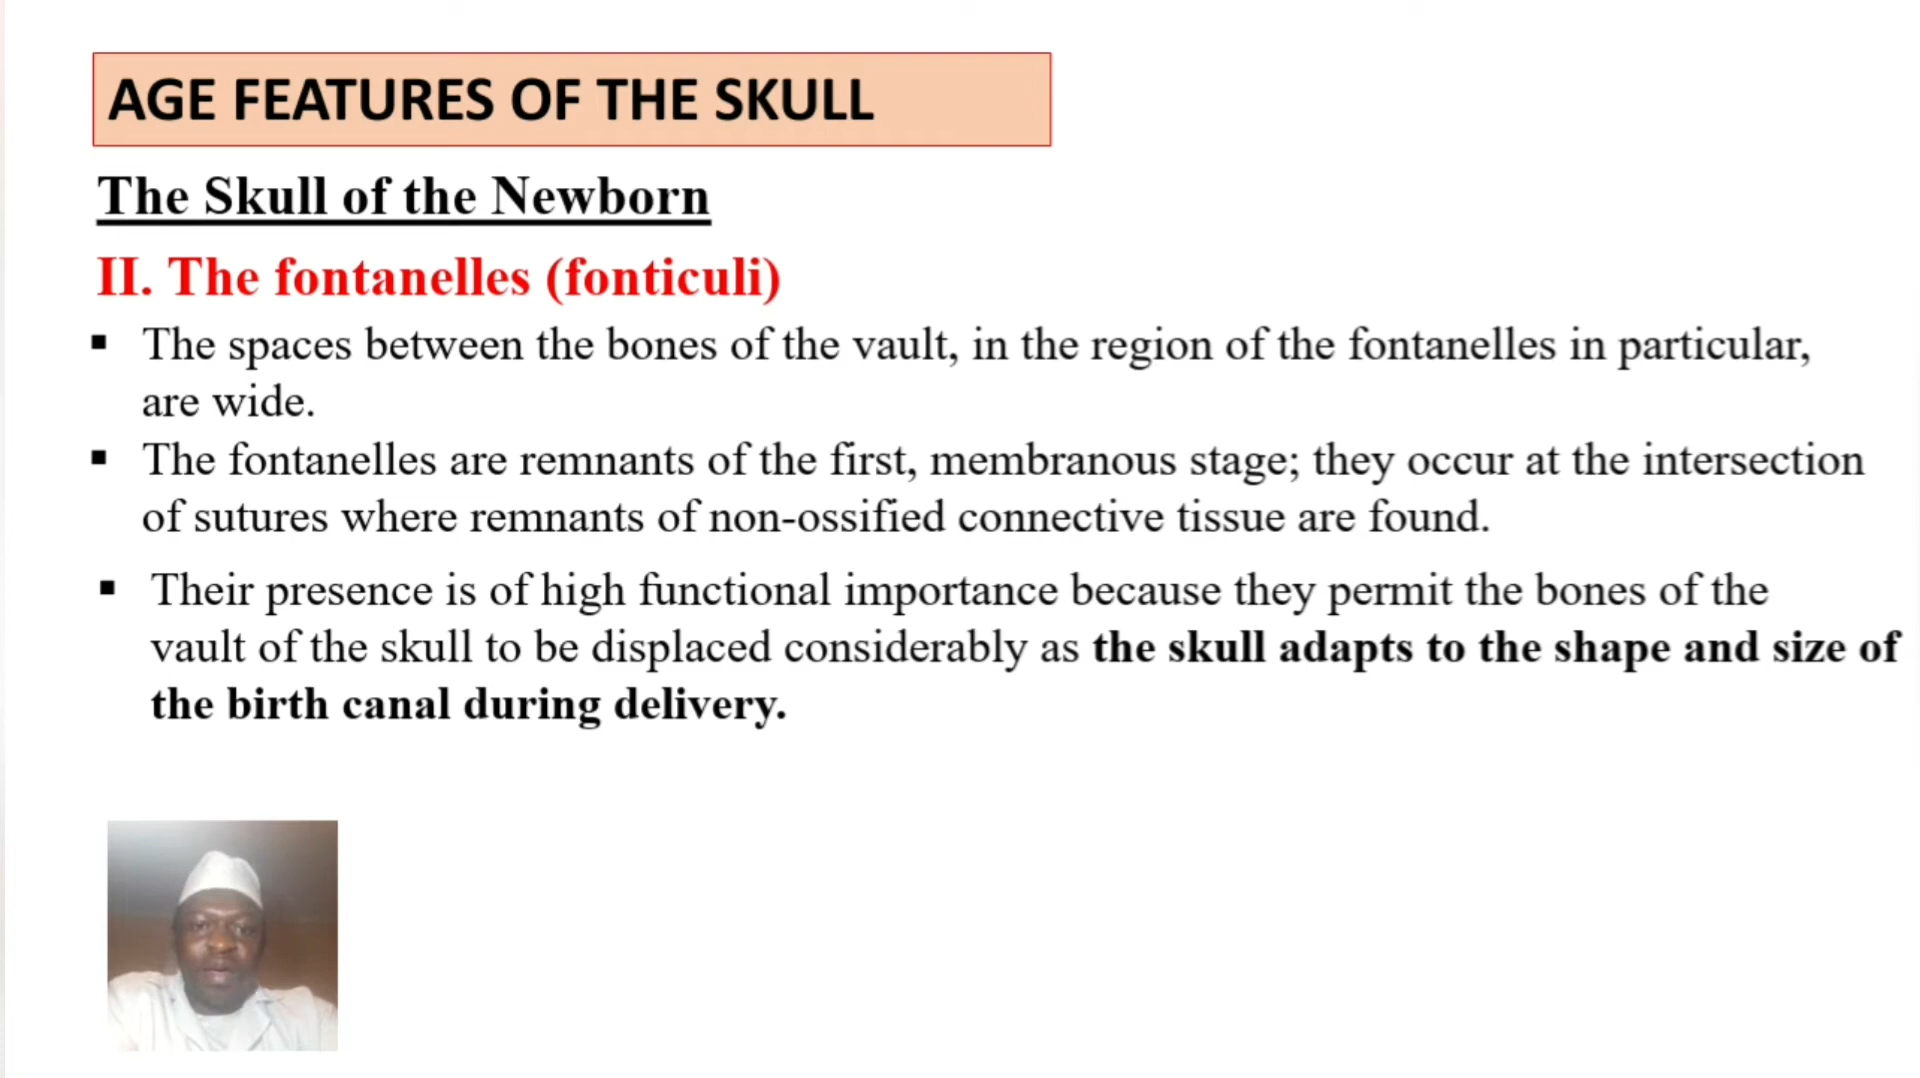 AGE FEATURES OF THE SKULL
The Skull of the Newborn
II. The fontanelles (fonticuli)
▪ The spaces between the bones of the vault, in the region of the fontanelles in particular,
are wide.
▪ The fontanelles are remnants of the first, membranous stage; they occur at the intersection
of sutures where remnants of non-ossified connective tissue are found.
▪ Their presence is of high functional importance because they permit the bones of the
vault of the skull to be displaced considerably as the skull adapts to the shape and size of
the birth canal during delivery.